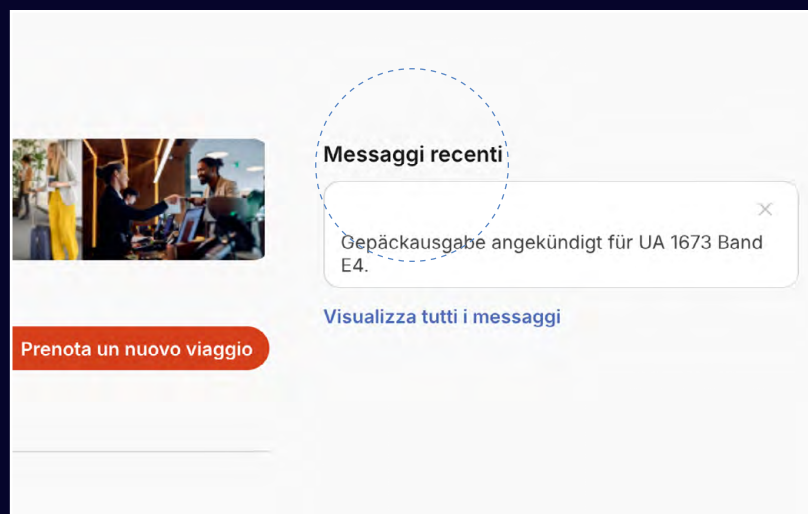 Messaggi recenti
Gepäckausgabe angekündigt für UA 1673 Band
E4.
Visualizza tutti i messaggi
Prenota un nuovo viaggio